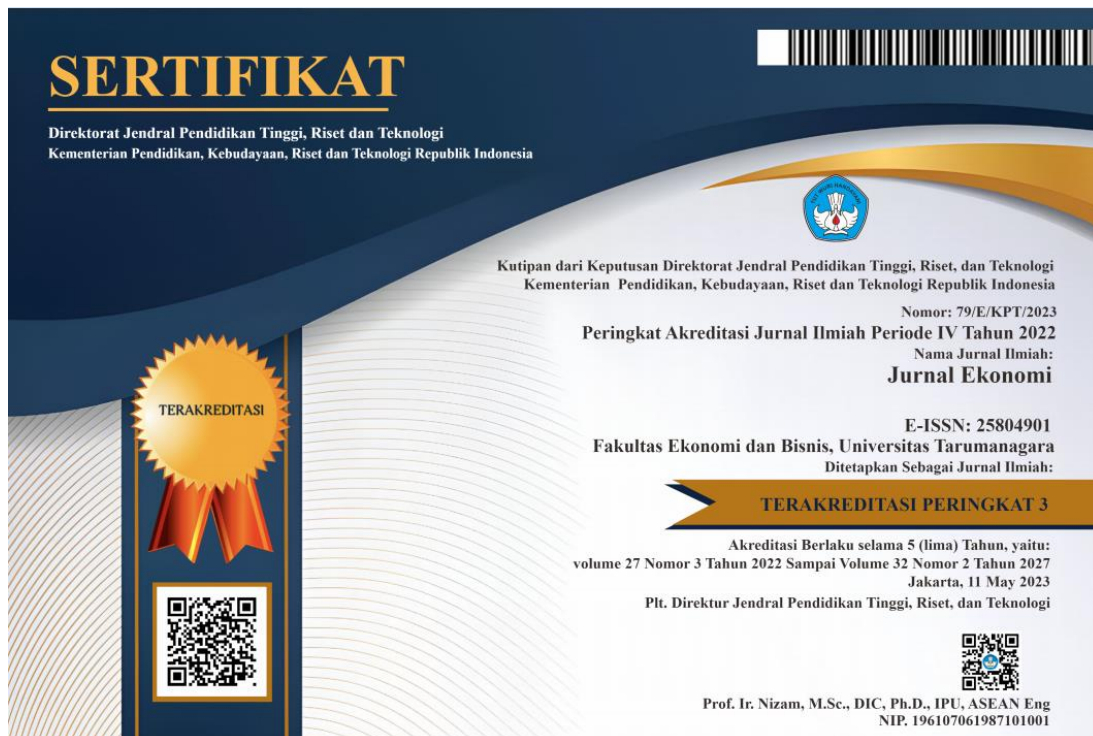 SERTIFIKAT
Direktorat Jendral Pendidikan Tinggi, Riset dan Teknologi
Kementerian Pendidikan, Kebudayaan, Riset dan Teknologi Republik Indonesia
TUT WURI HANDAYANI
Kutipan dari Keputusan Direktorat Jendral Pendidikan Tinggi, Riset, dan Teknologi
Kementerian Pendidikan, Kebudayaan, Riset dan Teknologi Republik Indonesia
Nomor: 79/E/KPT/2023
Peringkat Akreditasi Jurnal Ilmiah Periode IV Tahun 2022
Nama Jurnal Ilmiah:
Jurnal Ekonomi
E-ISSN: 25804901
Fakultas Ekonomi dan Bisnis, Universitas Tarumanagara
Ditetapkan Sebagai Jurnal Ilmiah:
TERAKREDITASI PERINGKAT 3
Akreditasi Berlaku selama 5 (lima) Tahun, yaitu:
volume 27 Nomor 3 Tahun 2022 Sampai Volume 32 Nomor 2 Tahun 2027
Jakarta, 11 May 2023
Plt. Direktur Jendral Pendidikan Tinggi, Riset, dan Teknologi
Prof. Ir. Nizam, M.Sc., DIC, Ph.D., IPU, ASEAN Eng
NIP. 196107061987101001
TERAKREDITASI